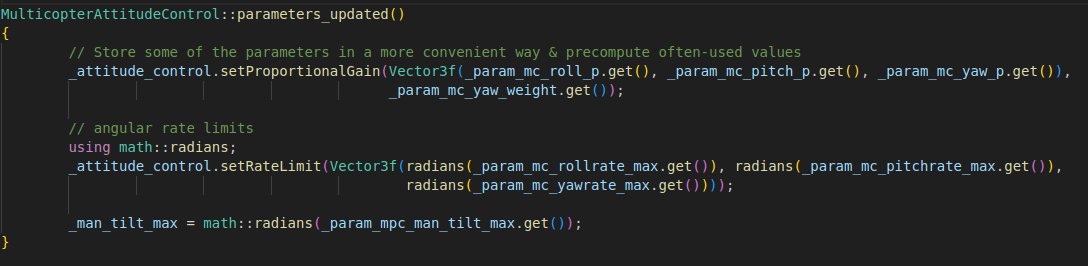 MulticopterAttitudeControl::parameters_updated()
{
// Store some of the parameters in a more convenient way & precompute often-used values
_attitude_control.setProportionalGain(Vector3f(_param_mc_roll_p.get(), _param_mc_pitch_p.get(), _param_mc_yaw_p.get()),
_param_mc_yaw_weight.get());
// angular rate limits
using math::radians;
_attitude_control.setRateLimit(Vector3f(radians(_param_mc_rollrate_max.get()), radians(_param_mc_pitchrate_max.get()),
radians(_param_mc_yawrate_max.get())));
_man_tilt_max = math::radians(_param_mpc_man_tilt_max.get());
}